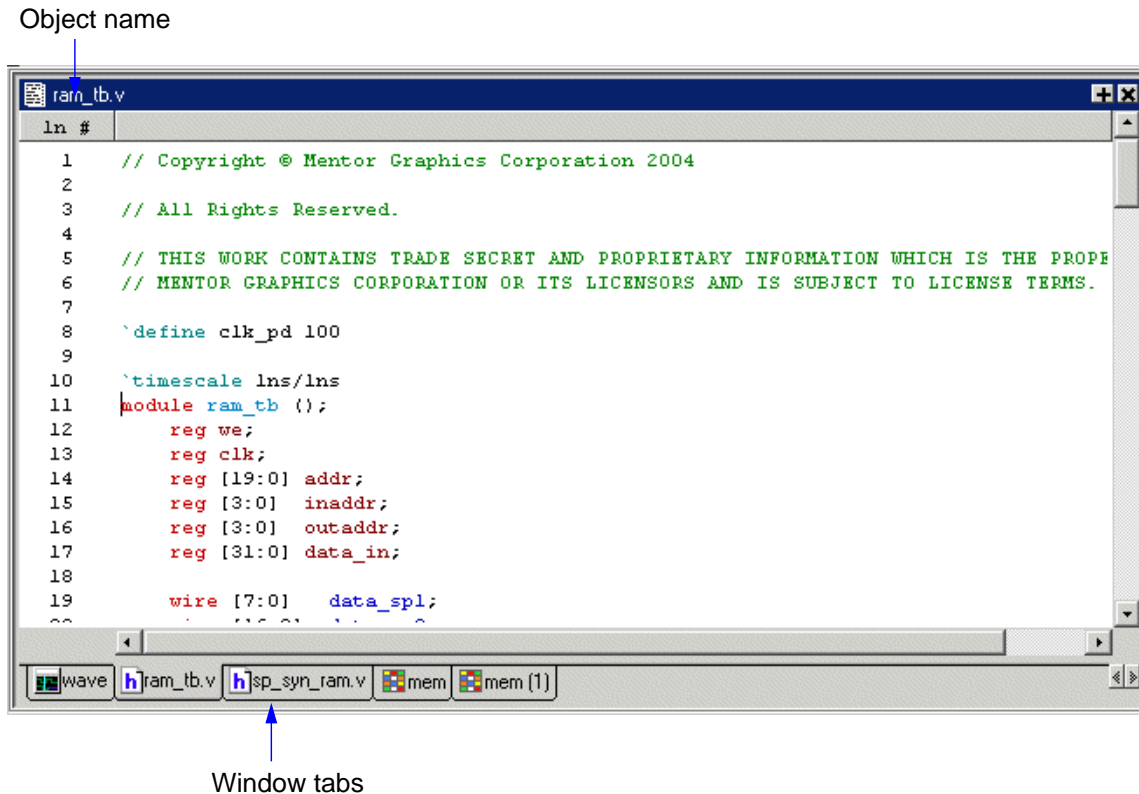 Object name
ram_tb.v
ln #
1 // Copyright © Mentor Graphics Corporation 2004
2
3 // All Rights Reserved.
4
5 // THIS WORK CONTAINS TRADE SECRET AND PROPRIETARY INFORMATION WHICH IS THE PROPE
6 // MENTOR GRAPHICS CORPORATION OR ITS LICENSORS AND IS SUBJECT TO LICENSE TERMS.
7
8 `define clk_pd 100
9
10 `timescale 1ns/1ns
11 module ram_tb ();
12 reg we;
13 reg clk;
14 reg [19:0] addr;
15 reg [3:0] inaddr;
16 reg [3:0] outaddr;
17 reg [31:0] data_in;
18
19 wire [7:0] data_sp1;
wave ram_tb.v sp_syn_ram.v mem mem (1)
Window tabs